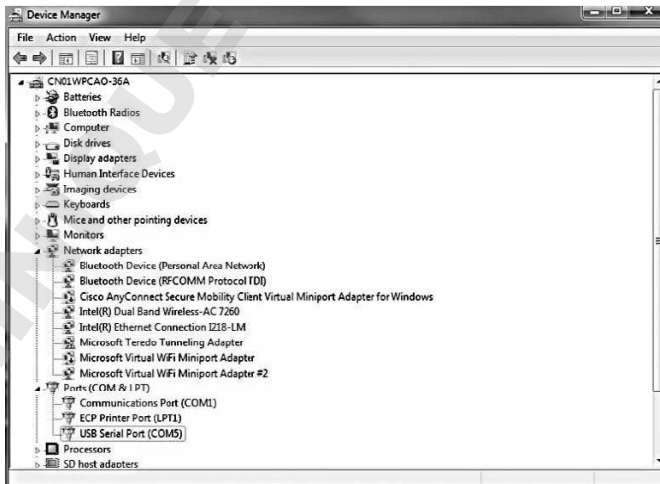 Device Manager
File Action View Help
CN01WPCAO-36A
Batteries
Bluetooth Radios
Computer
Disk drives
Display adapters
Human Interface Devices
Imaging devices
Keyboards
Mice and other pointing devices
Monitors
Network adapters
Bluetooth Device (Personal Area Network)
Bluetooth Device (RFCOMM Protocol TDI)
Cisco AnyConnect Secure Mobility Client Virtual Miniport Adapter for Windows
Intel(R) Dual Band Wireless-AC 7260
Intel(R) Ethernet Connection I218-LM
Microsoft Teredo Tunneling Adapter
Microsoft Virtual WiFi Miniport Adapter
Microsoft Virtual WiFi Miniport Adapter #2
Ports (COM & LPT)
Communications Port (COM1)
ECP Printer Port (LPT1)
USB Serial Port (COM5)
Processors
SD host adapters